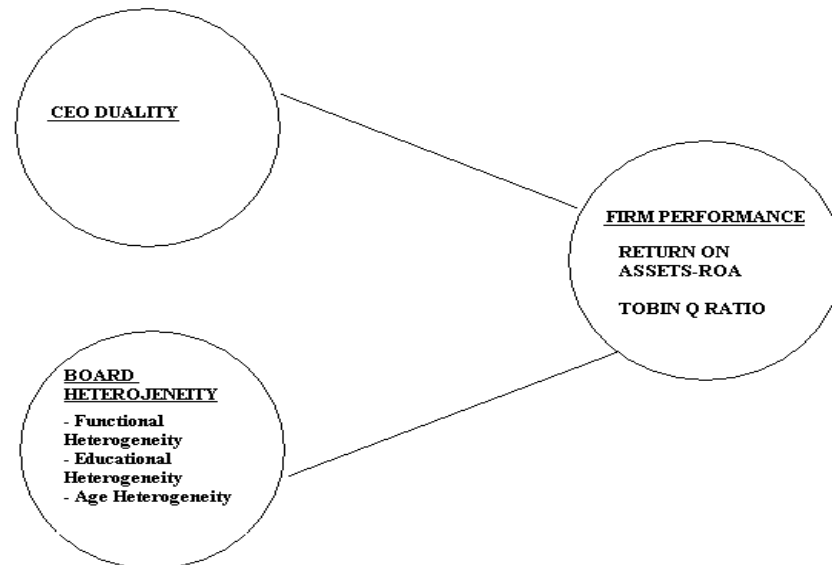 CEO DUALITY
FIRM PERFORMANCE
RETURN ON
ASSETS-ROA
TOBIN Q RATIO
BOARD
HETEROJENEITY
- Functional
Heterogeneity
- Educational
Heterogeneity
- Age Heterogeneity